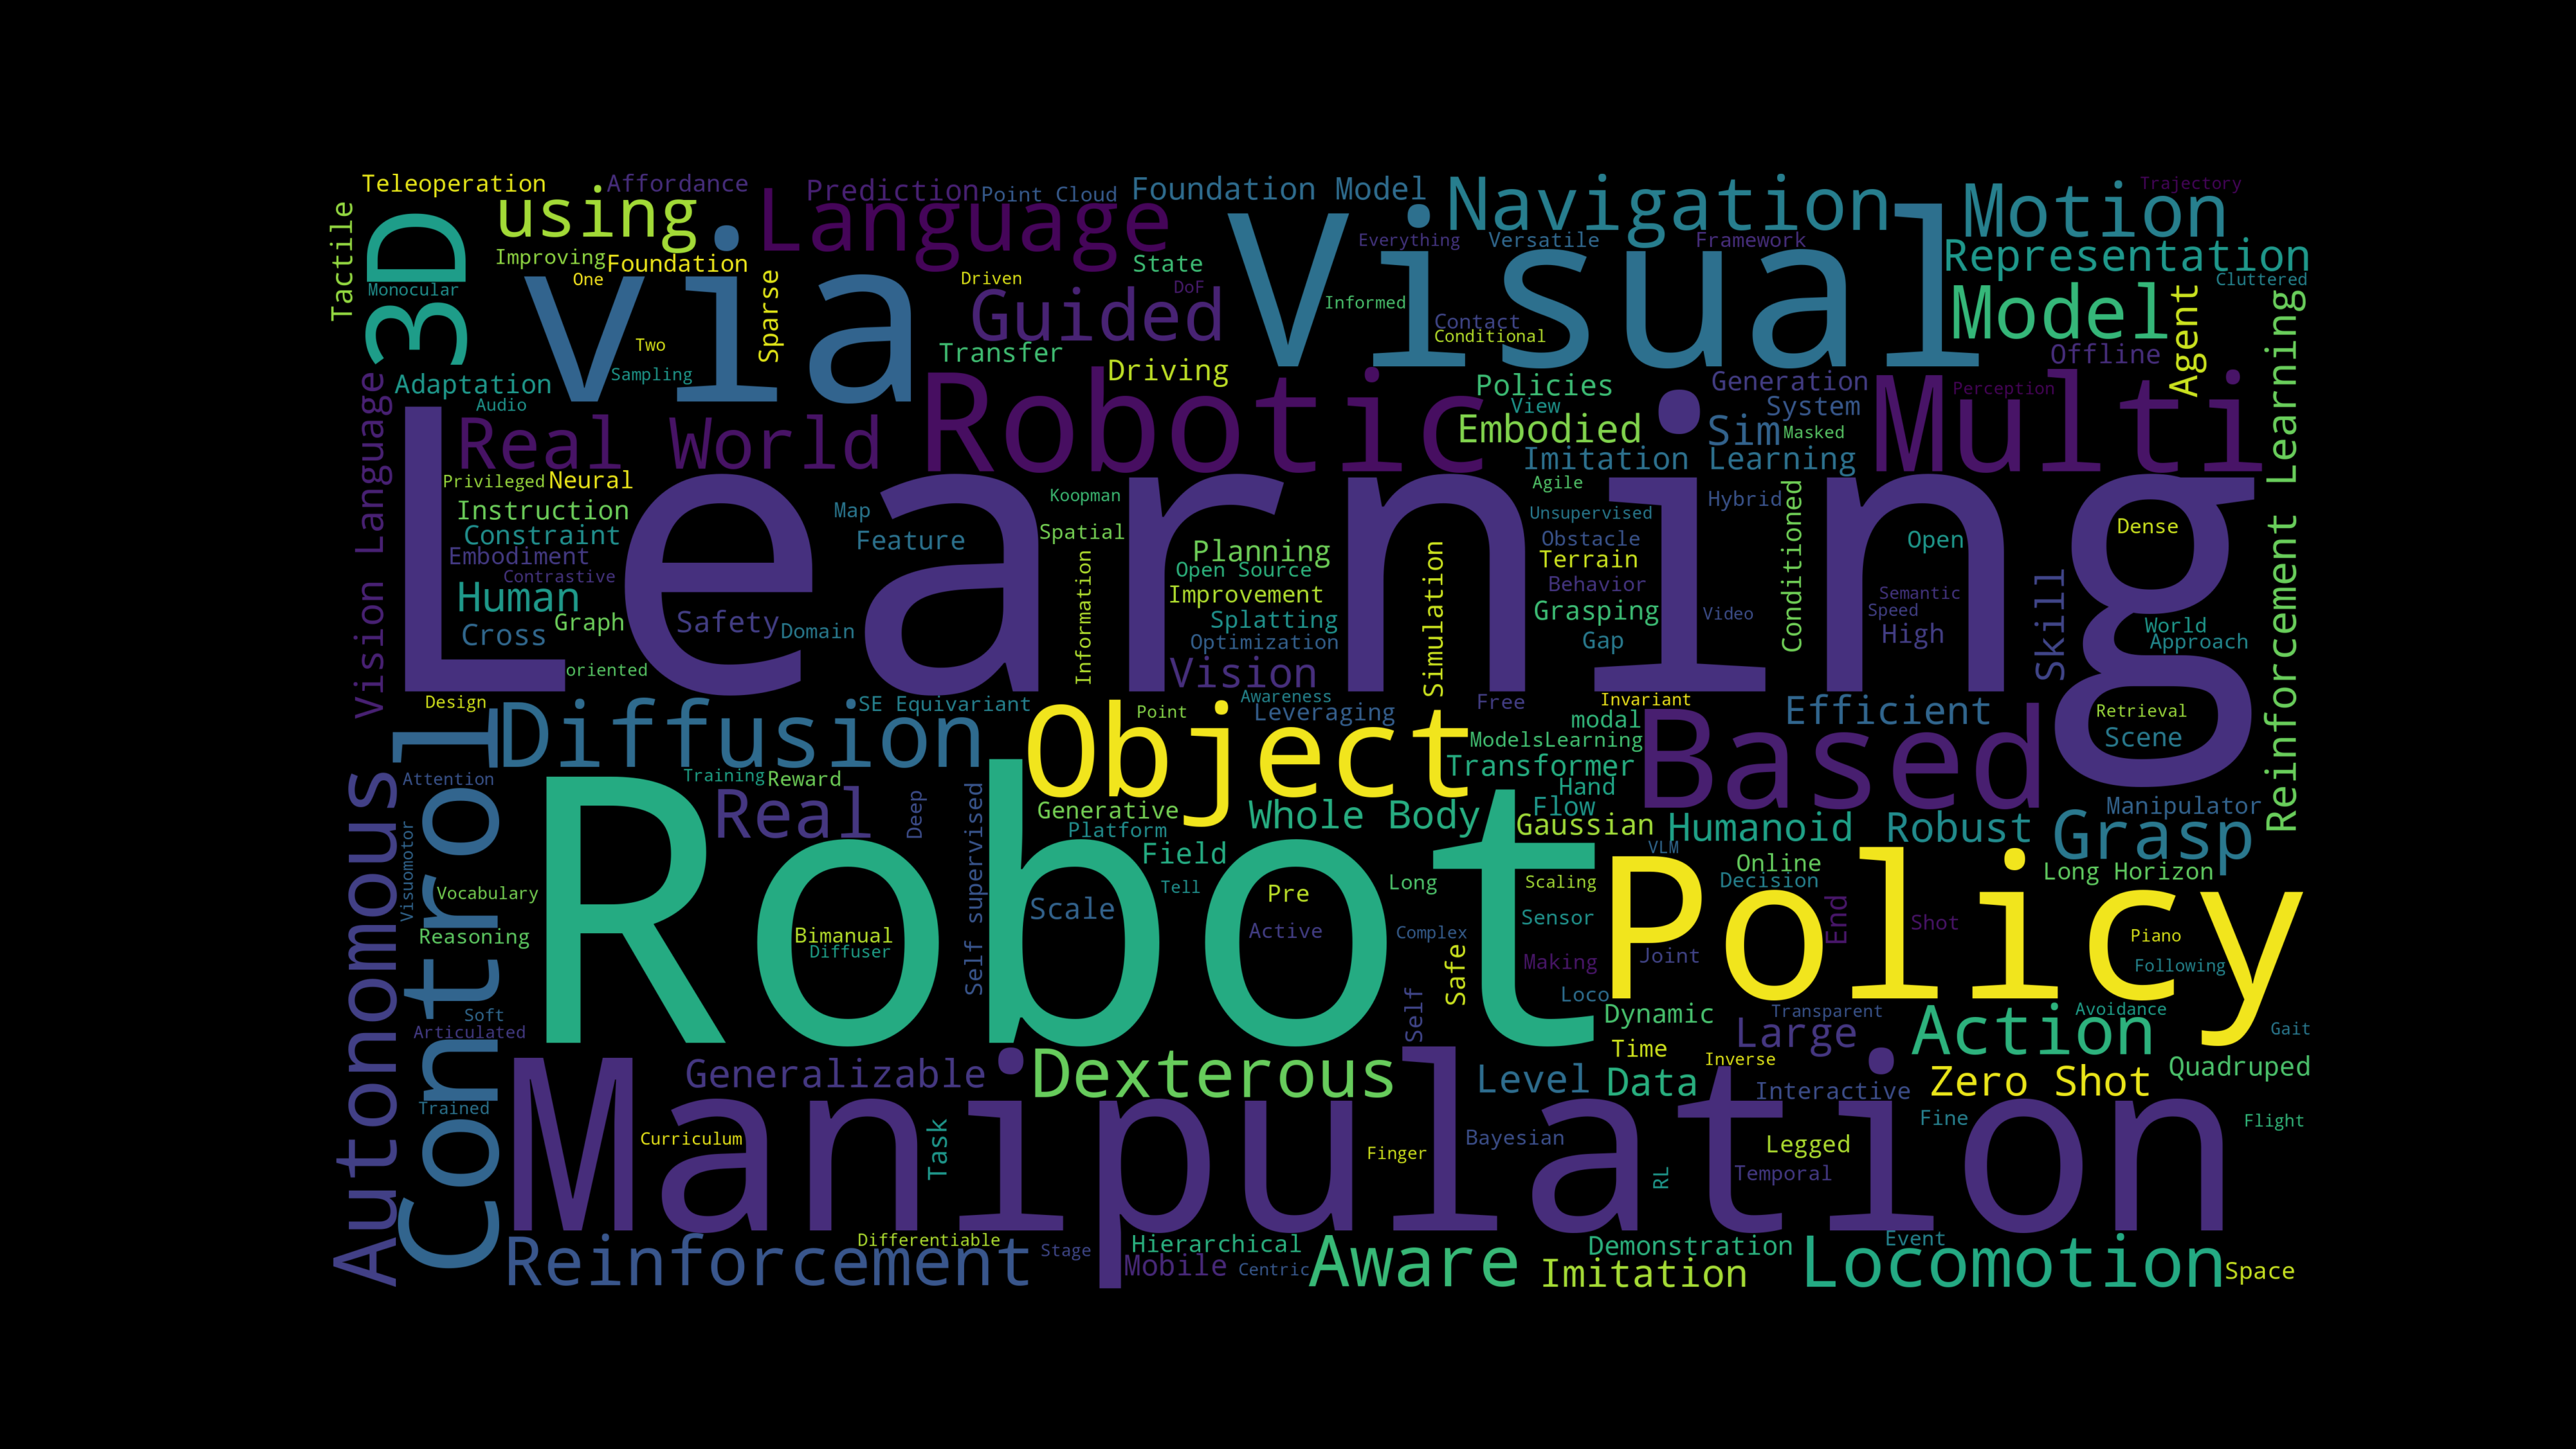 Teleoperation
Affordance
Prediction
Point Cloud
Foundation Model
Navigation
Motion
Trajectory
Tactile
3D
using
Language
Visual
Everything
Versatile
Framework
Representation
Improving
Foundation
One
Monocular
via
Sparse
State
Driven
DoF
Guided
Informed
Contact
Conditional
Model
Cluttered
Agent
Offline
Reinforcement Learning
Two
Sampling
Transfer
Driving
Adaptation
Audio
Vision Language
Real World
Robotic
Policies
View
Embodied
Generation
System
Sim
Masked
Imitation Learning
Multi
Perception
Learning
Privileged
Neural
Instruction
Constraint
Embodiment
Contrastive
Human
Graph
Cross
oriented
Safety
Domain
Map
Feature
Koopman
Spatial
Information
Planning
Open Source
Improvement
Splatting
Optimization
Vision
Awareness
Leveraging
Simulation
Agile
Unsupervised
Obstacle
Terrain
Behavior
Grasping
Gap
Free
Invariant
Hybrid
Conditioned
Video
Open
Semantic
Speed
High
Skill
Dense
World
Approach
Design
SE Equivariant
Diffusion
Object
Point
modal
ModelsLearning
Transformer
Based
Efficient
Retrieval
Scene
Control
Autonomous
Attention
Training
Reward
Real
Deep
Self supervised
Generative
Platform
Field
Whole Body
Hand
Flow
Gaussian
VLM
Humanoid
Robust
Manipulator
Grasp
Robot
Visuomotor
Vocabulary
Reasoning
Bimanual
Diffuser
Scale
Tell
Pre
Active
Long
Complex
Safe
Self
Scaling
Sensor
Making
Joint
Loco
Policy
Online
Decision
End
Shot
Long Horizon
Piano
Following
Soft
Articulated
Dynamic
Transparent
Avoidance
Large
Action
Gait
Time
Inverse
Generalizable
Dexterous
Level
Data
Interactive
Zero Shot
Quadruped
Manipulation
Trained
Curriculum
Task
Finger
Bayesian
RL
Legged
Temporal
Fine
Flight
Reinforcement
Differentiable
Stage
Hierarchical
Mobile
Centric
Aware
Demonstration
Imitation
Event
Locomotion
Space